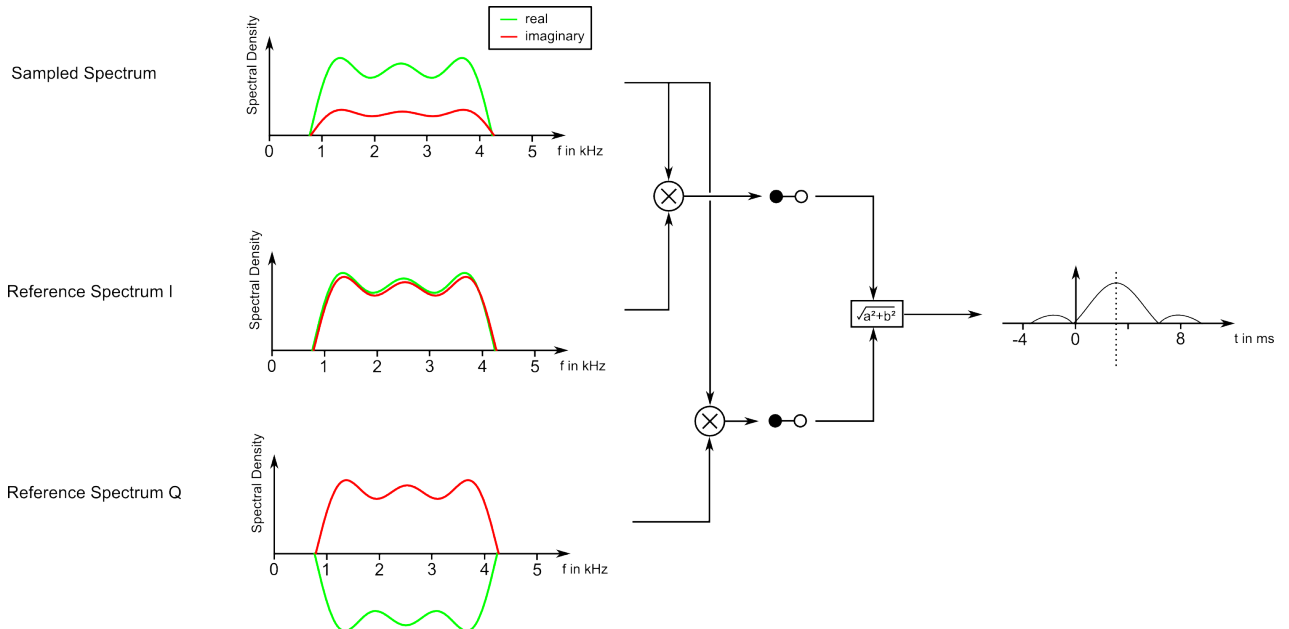 real
imaginary
Spectral Density
Sampled Spectrum
0 1 2 3 4 5 f in kHz
Spectral Density
Reference Spectrum I
0 1 2 3 4 5 f in kHz
√a²+b²
-4 0 8 t in ms
Spectral Density
Reference Spectrum Q
0 1 2 3 4 5 f in kHz